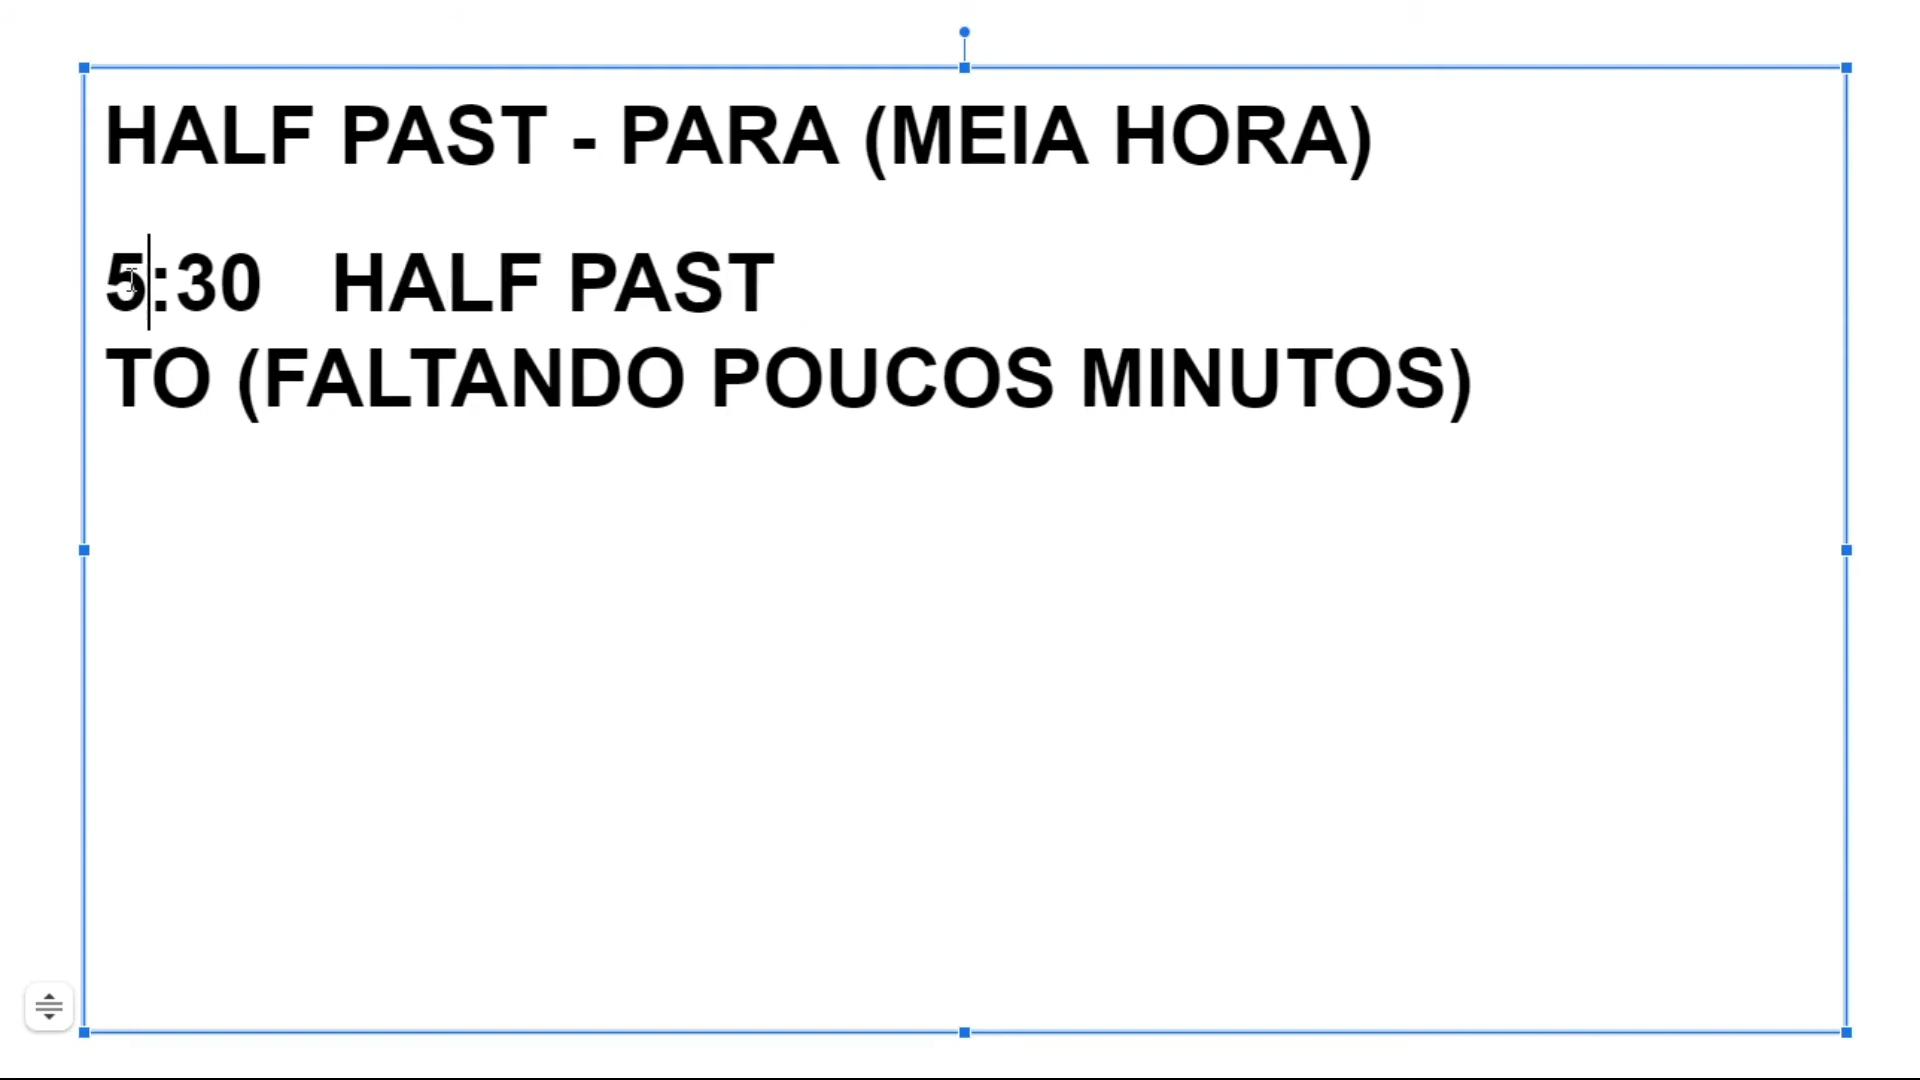 HALF PAST - PARA (MEIA HORA)
5:30 HALF PAST
TO (FALTANDO POUCOS MINUTOS)